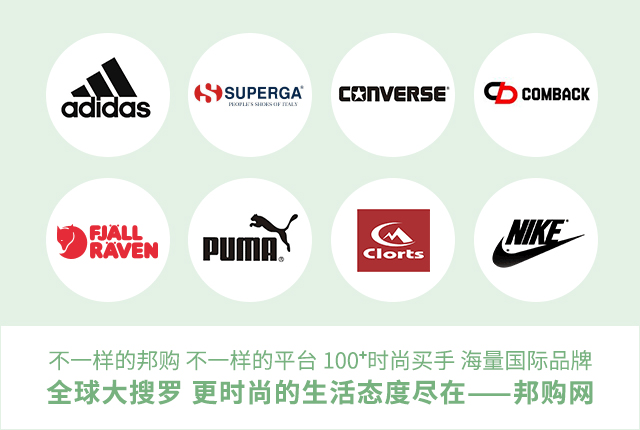 adidas
SUPERGA®
PEOPLE'S SHOES OF ITALY
CONVERSE®
CB COMBACK
FJÄLL
RÄVEN
PUMA®
Clorts
NIKE®
不一样的邦购 不一样的平台 100+时尚买手 海量国际品牌
全球大搜罗 更时尚的生活态度尽在——邦购网